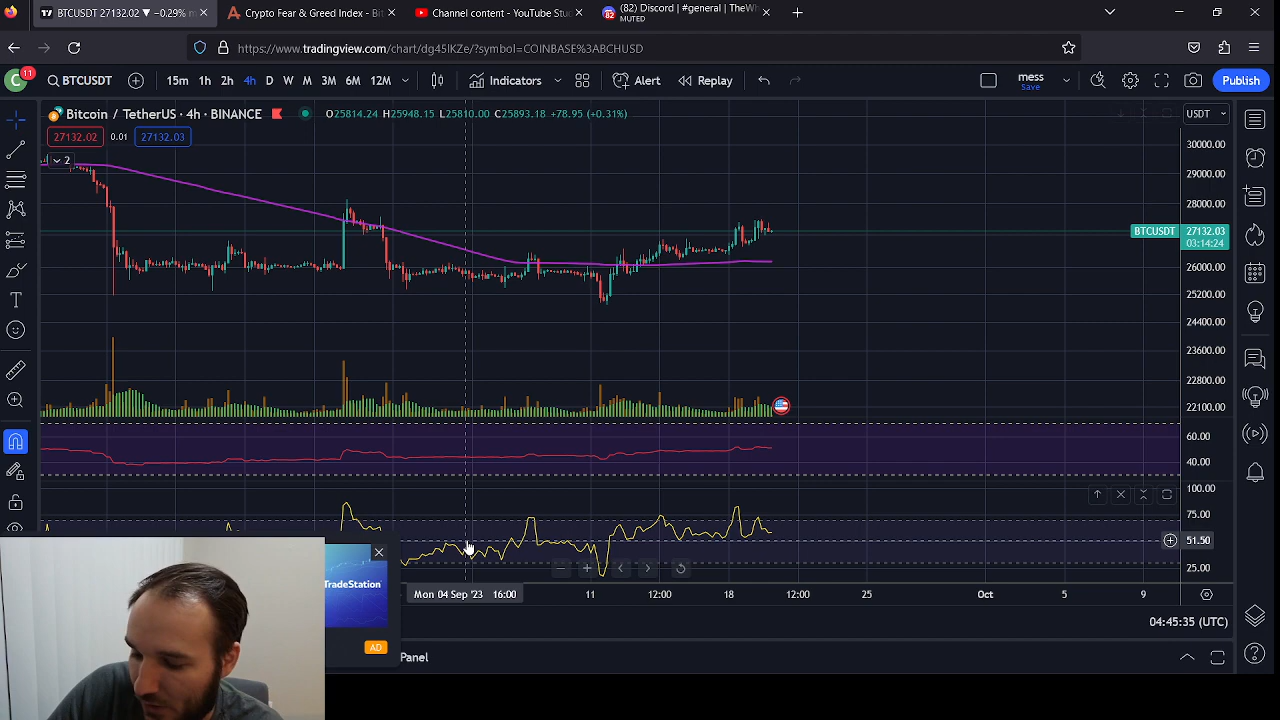 BTCUSDT 27132.02 ▼ −0.29%
Crypto Fear & Greed Index - Bit
Channel content - YouTube Stu
(82) Discord | #general | TheWh
MUTED
https://www.tradingview.com/chart/dg45lKZe/?symbol=COINBASE%3ABCHUSD
C 11
BTCUSDT
15m 1h 2h 4h D W M 3M 6M 12M
Indicators
Alert
Replay
mess
Save
Publish
Bitcoin / TetherUS · 4h · BINANCE
O25814.24 H25948.15 L25810.00 C25893.18 +78.95 (+0.31%)
USDT
27132.02 0.01 27132.03
2
30000.00
29000.00
28000.00
BTCUSDT 27132.03
03:14:24
26000.00
25200.00
24400.00
23600.00
22800.00
22100.00
60.00
40.00
100.00
75.00
51.50
25.00
TradeStation
AD
Mon 04 Sep '23 16:00
11 12:00 18 12:00 25 Oct 5 9
04:45:35 (UTC)
Panel